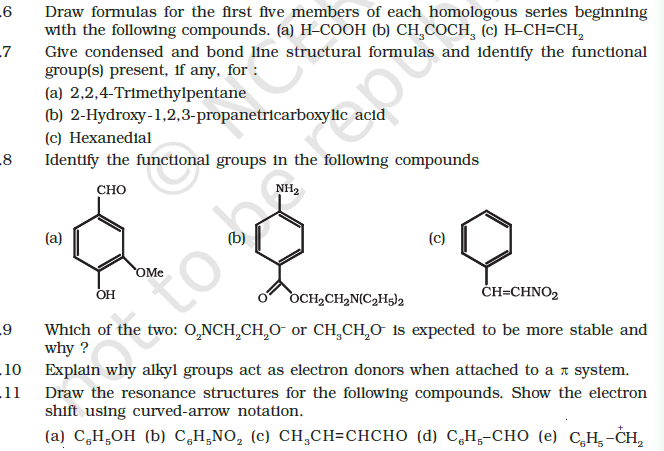 .6 Draw formulas for the first five members of each homologous series beginning
with the following compounds. (a) H–COOH (b) CH₃COCH₃ (c) H–CH=CH₂
.7 Give condensed and bond line structural formulas and identify the functional
group(s) present, if any, for :
(a) 2,2,4-Trimethylpentane
(b) 2-Hydroxy-1,2,3-propanetricarboxylic acid
(c) Hexanedial
.8 Identify the functional groups in the following compounds
CHO
NH₂
(a)
(b)
(c)
OMe
OH
O
OCH₂CH₂N(C₂H₅)₂
CH=CHNO₂
.9 Which of the two: O₂NCH₂CH₂O⁻ or CH₃CH₂O⁻ is expected to be more stable and
why ?
.10 Explain why alkyl groups act as electron donors when attached to a π system.
.11 Draw the resonance structures for the following compounds. Show the electron
shift using curved-arrow notation.
(a) C₆H₅OH (b) C₆H₅NO₂ (c) CH₃CH=CHCHO (d) C₆H₅–CHO (e) C₆H₅–C⁺H₂
© NCE
not to be republ